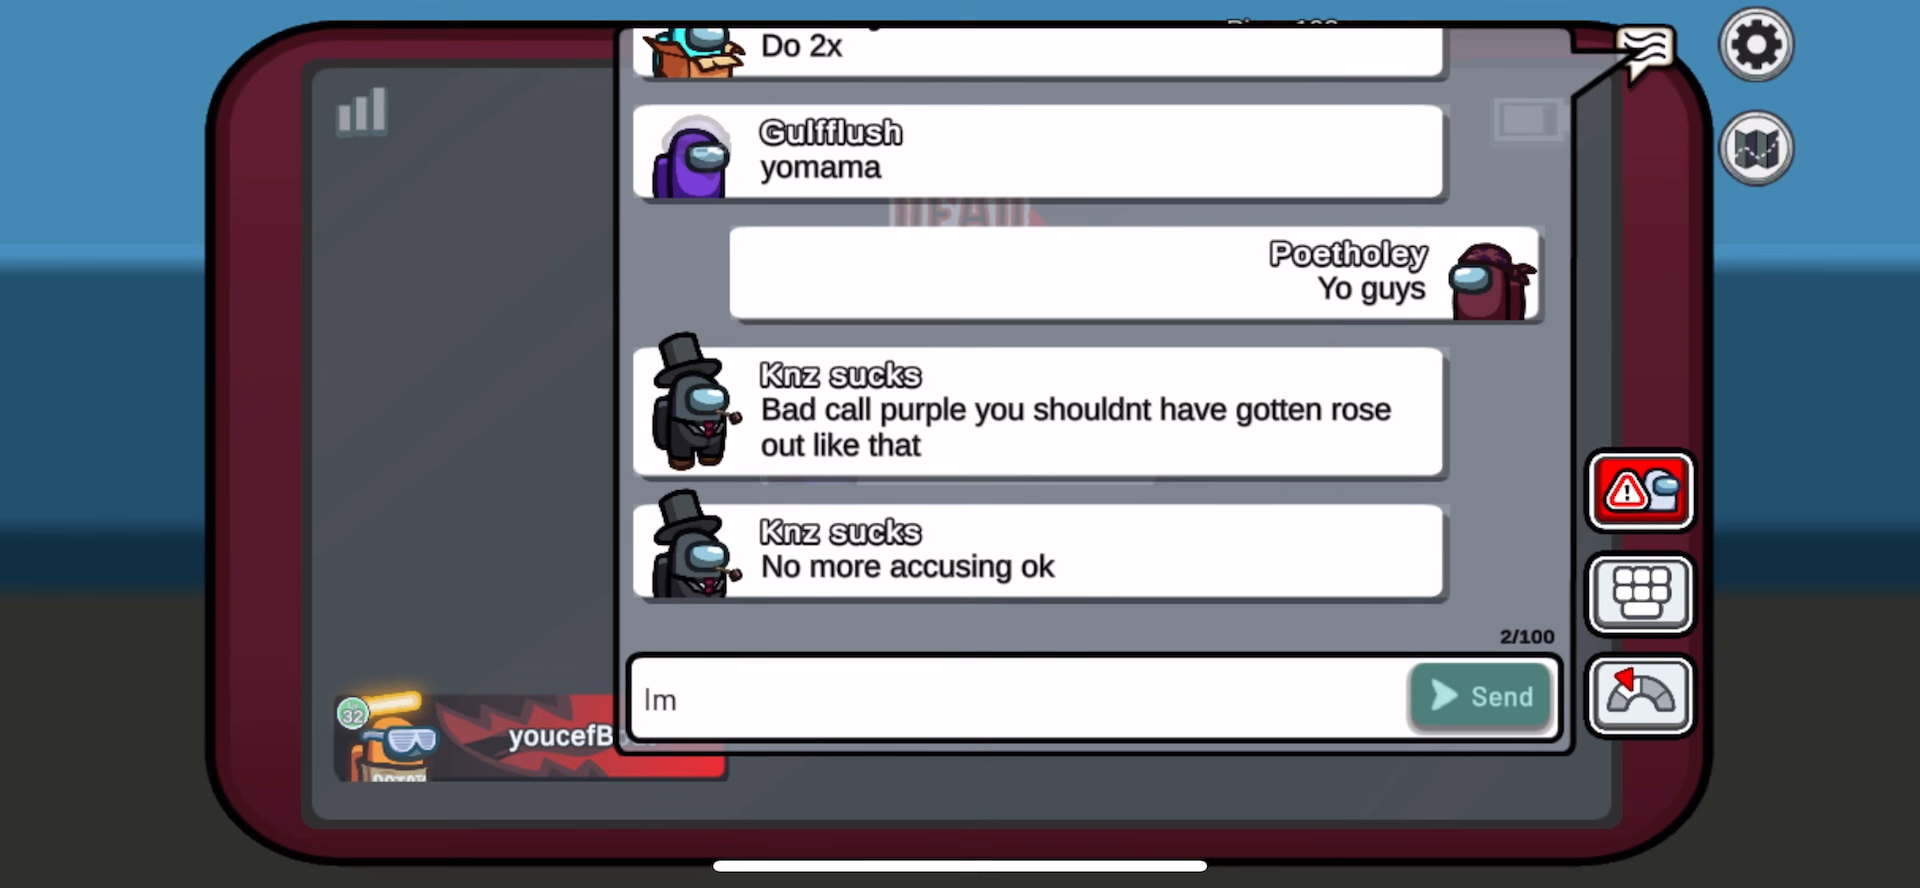 Do 2x
Gulfflush
yomama
Poetholey
Yo guys
Knz sucks
Bad call purple you shouldnt have gotten rose
out like that
Knz sucks
No more accusing ok
2/100
Im
Send
32
youcefB